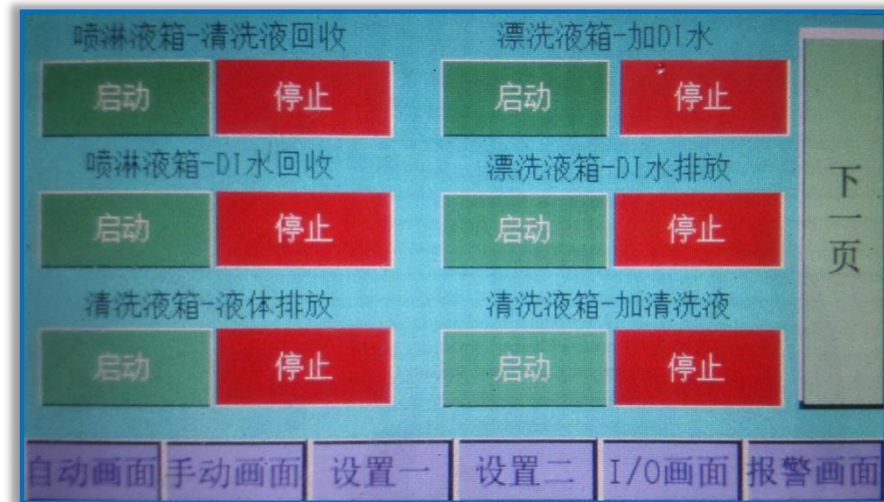 喷淋液箱-清洗液回收 漂洗液箱-加DI水
启动 停止 启动 停止
喷淋液箱-DI水回收 漂洗液箱-DI水排放
启动 停止 启动 停止
清洗液箱-液体排放 清洗液箱-加清洗液
启动 停止 启动 停止
下一页
自动画面 手动画面 设置一 设置二 I/O画面 报警画面